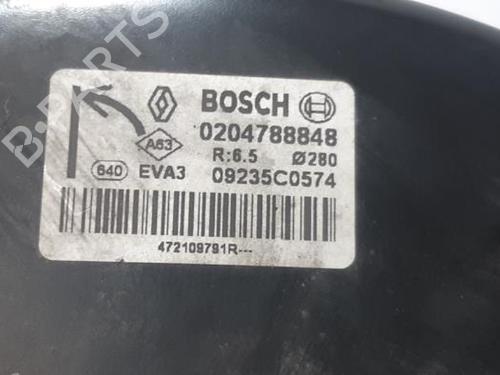 BOSCH
0204788848
A63
R:6.5 Ø280
640 EVA3 09235C0574
472109791R---
B-PARTS